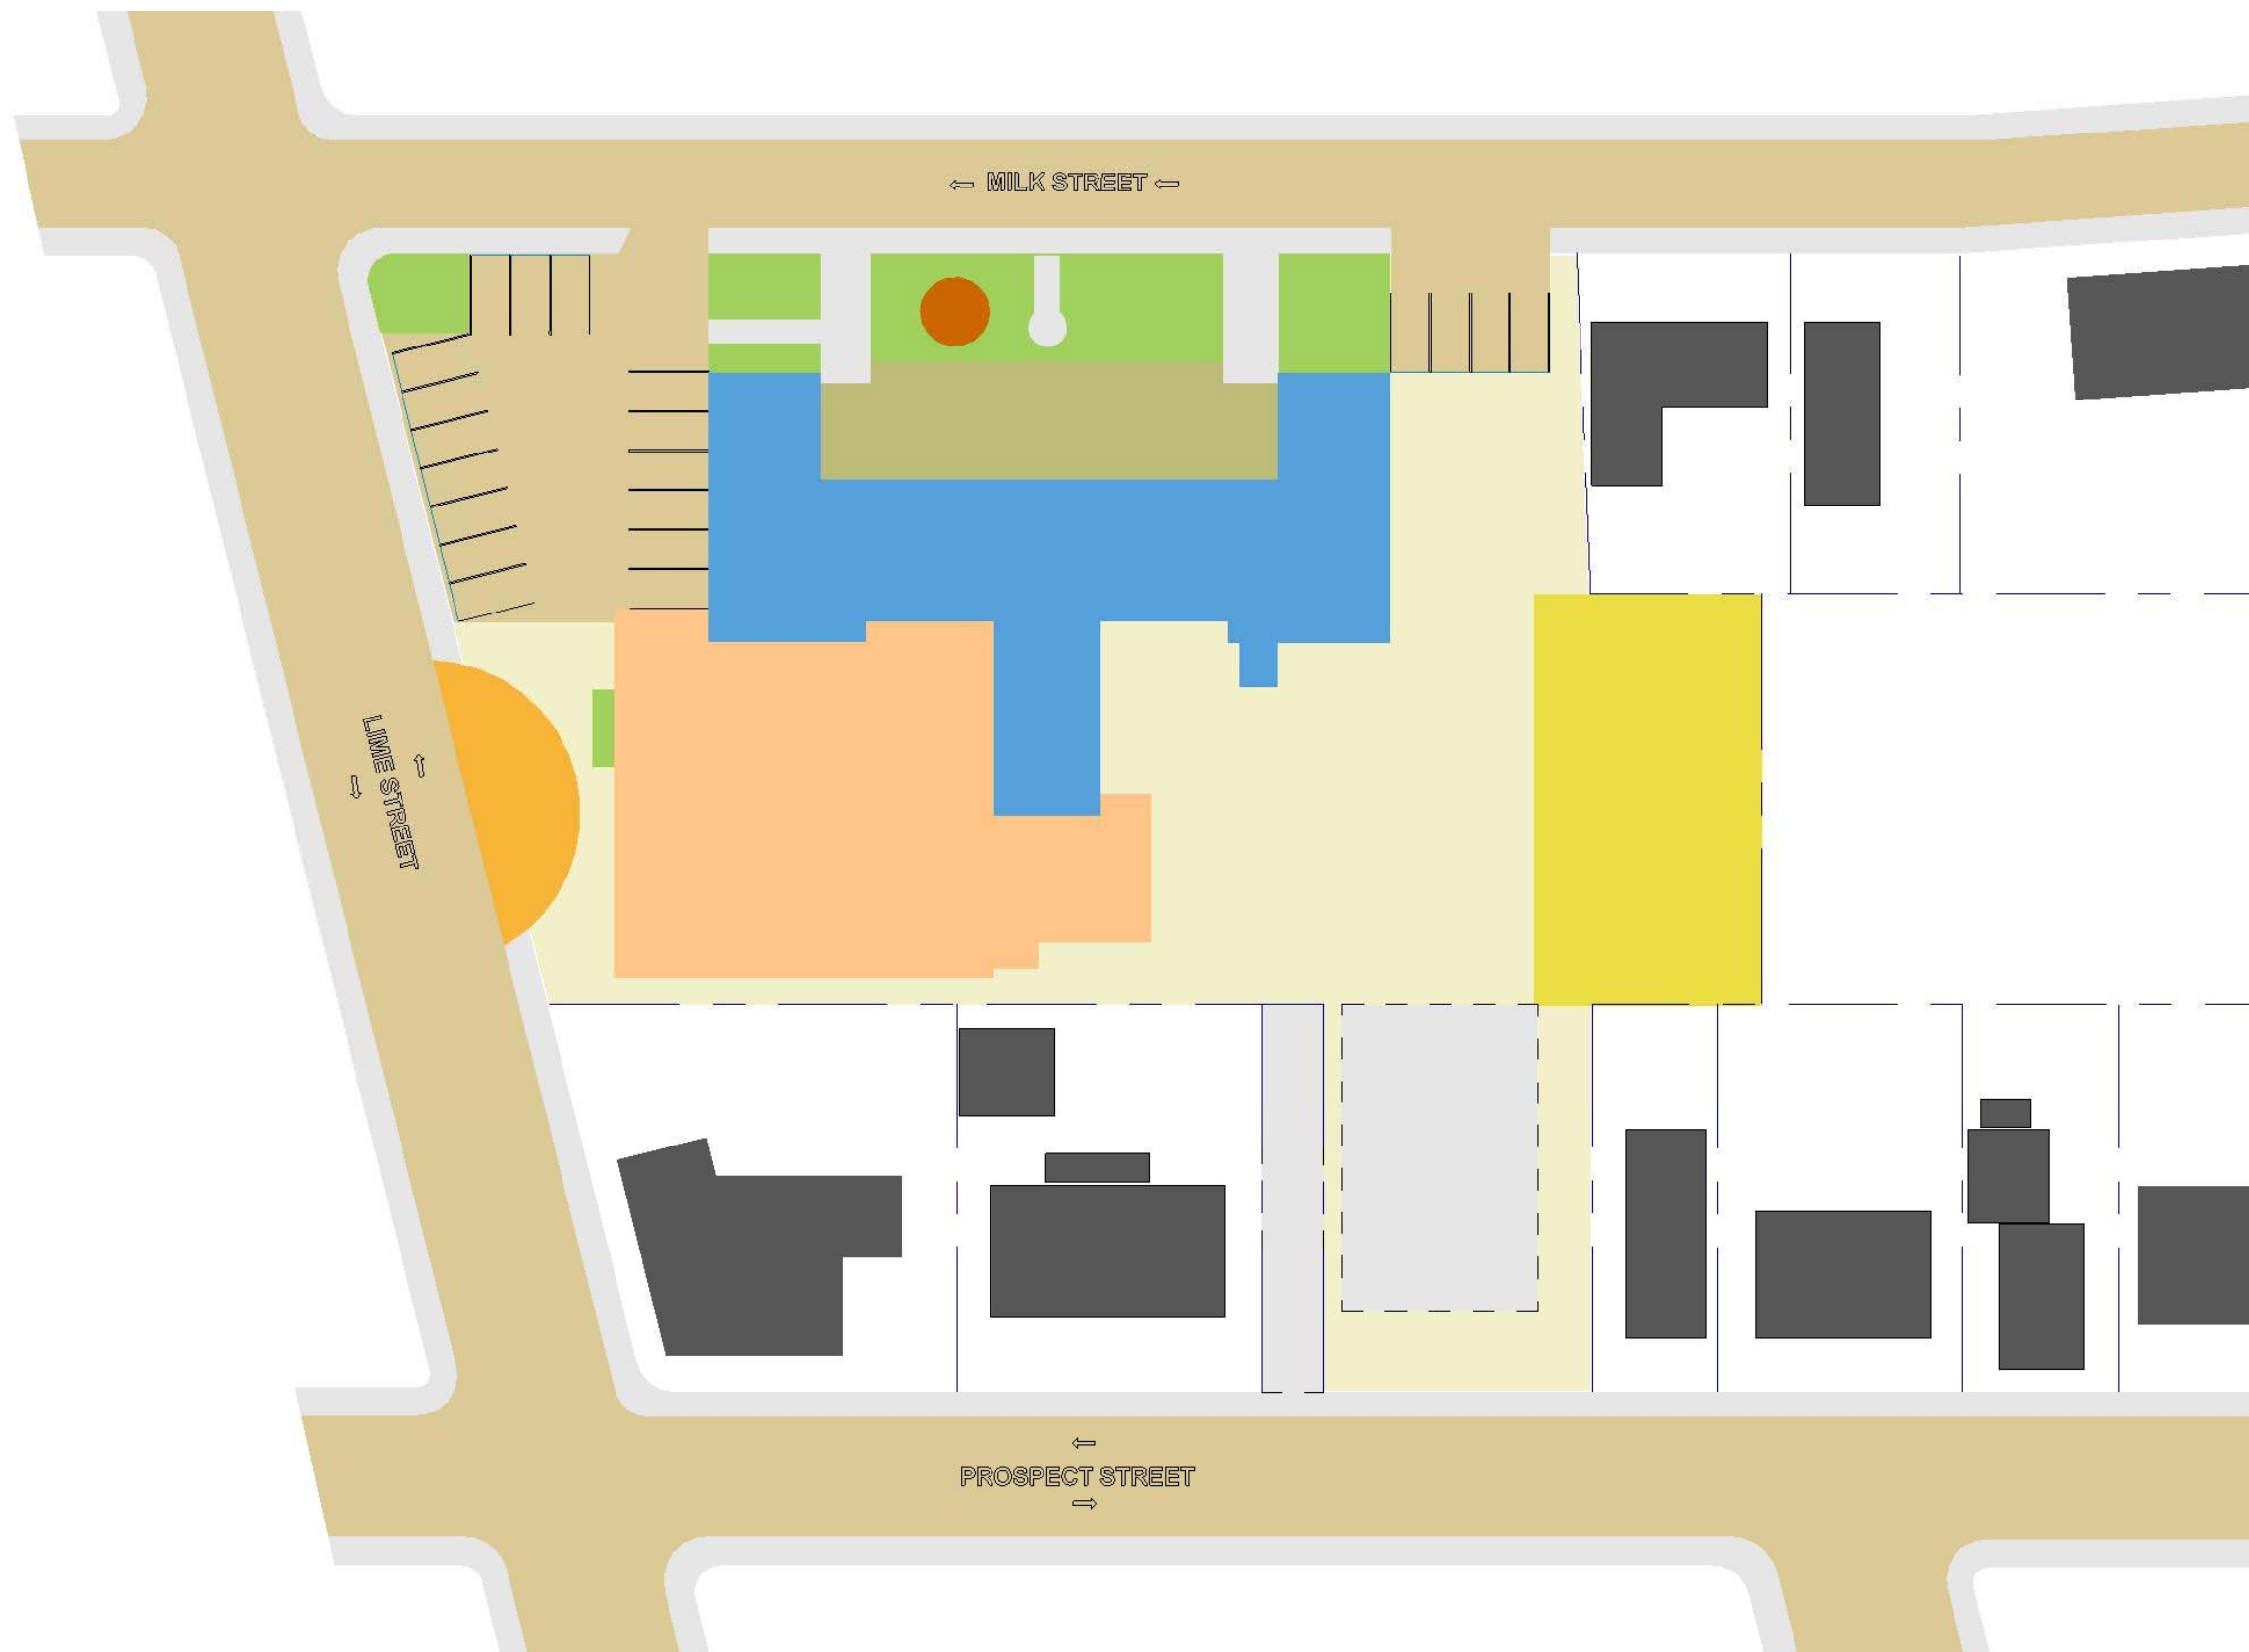 ← MILK STREET ←
LIME STREET
←
PROSPECT STREET
→